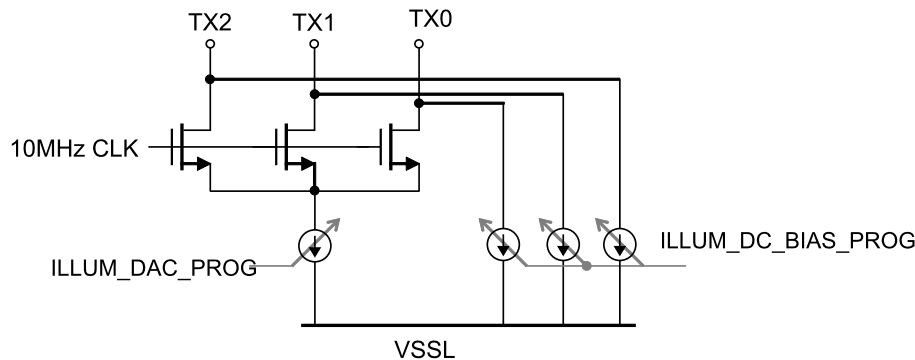 TX2
TX1
TX0
10MHz CLK
ILLUM_DAC_PROG
ILLUM_DC_BIAS_PROG
VSSL